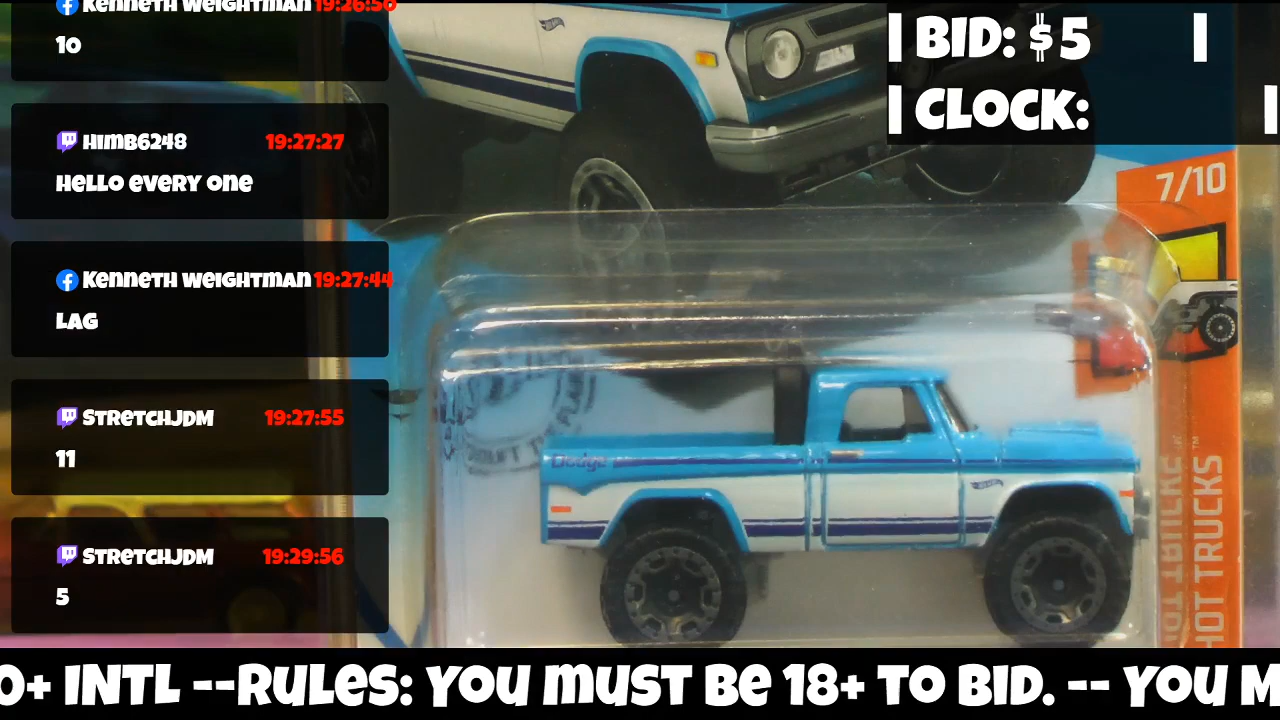 Kenneth Weightman 19:26:50
10
HIMB6248 19:27:27
Hello every one
Kenneth Weightman 19:27:44
LAG
StretchJDM 19:27:55
11
StretchJDM 19:29:56
5
| BID: $5 |
| CLOCK: |
7/10
Dodge
HOT TRUCKS™
0+ INTL --Rules: You must be 18+ to bid. -- You M